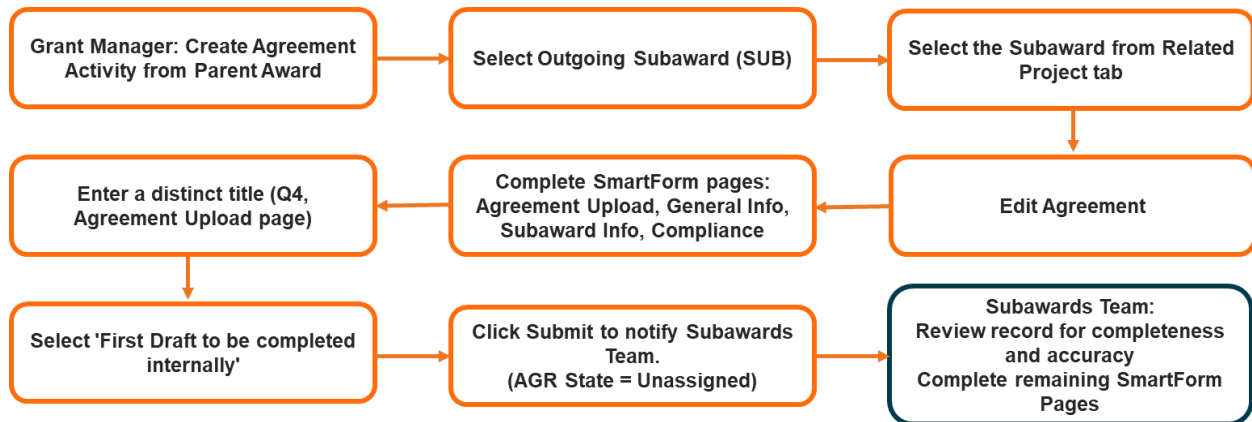 Grant Manager: Create Agreement
Activity from Parent Award
Select Outgoing Subaward (SUB)
Select the Subaward from Related
Project tab
Edit Agreement
Complete SmartForm pages:
Agreement Upload, General Info,
Subaward Info, Compliance
Enter a distinct title (Q4,
Agreement Upload page)
Select 'First Draft to be completed
internally'
Click Submit to notify Subawards
Team.
(AGR State = Unassigned)
Subawards Team:
Review record for completeness
and accuracy
Complete remaining SmartForm
Pages